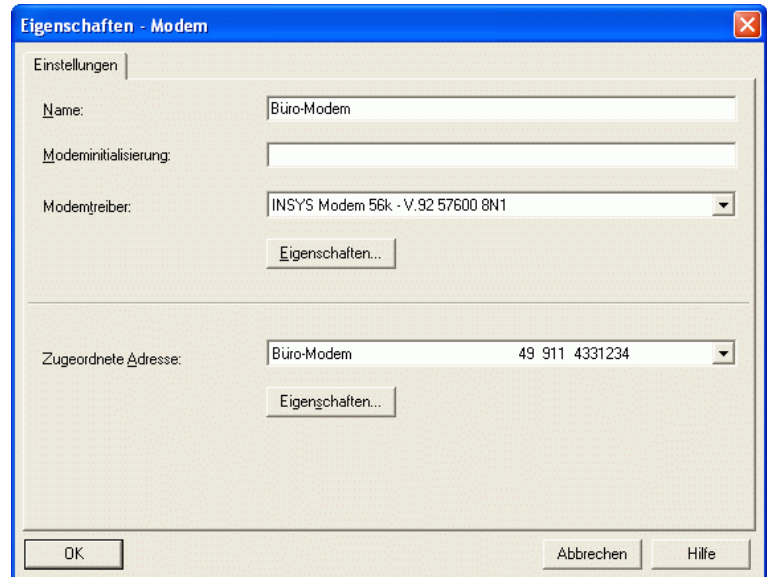 Eigenschaften - Modem
Einstellungen
Name: Büro-Modem
Modeminitialisierung:
Modemtreiber: INSYS Modem 56k - V.92 57600 8N1
Eigenschaften...
Zugeordnete Adresse: Büro-Modem 49 911 4331234
Eigenschaften...
OK Abbrechen Hilfe